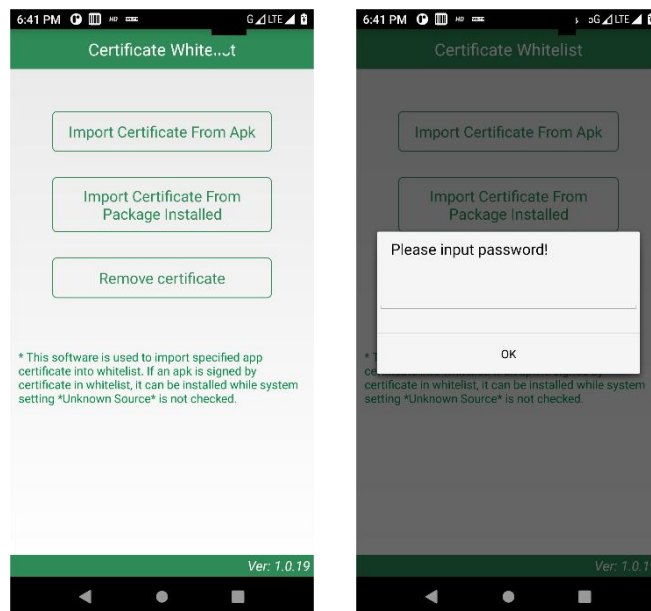 6:41 PM HD G LTE
Certificate White
Import Certificate From Apk
Import Certificate From
Package Installed
Remove certificate
* This software is used to import specified app
certificate into whitelist. If an apk is signed by
certificate in whitelist, it can be installed while system
setting *Unknown Source* is not checked.
Ver: 1.0.19
6:41 PM HD G LTE
Certificate Whitelist
Import Certificate From Apk
Import Certificate From
Package Installed
Please input password!
OK
certificate in whitelist, it can be installed while system
setting *Unknown Source* is not checked.
Ver: 1.0.1